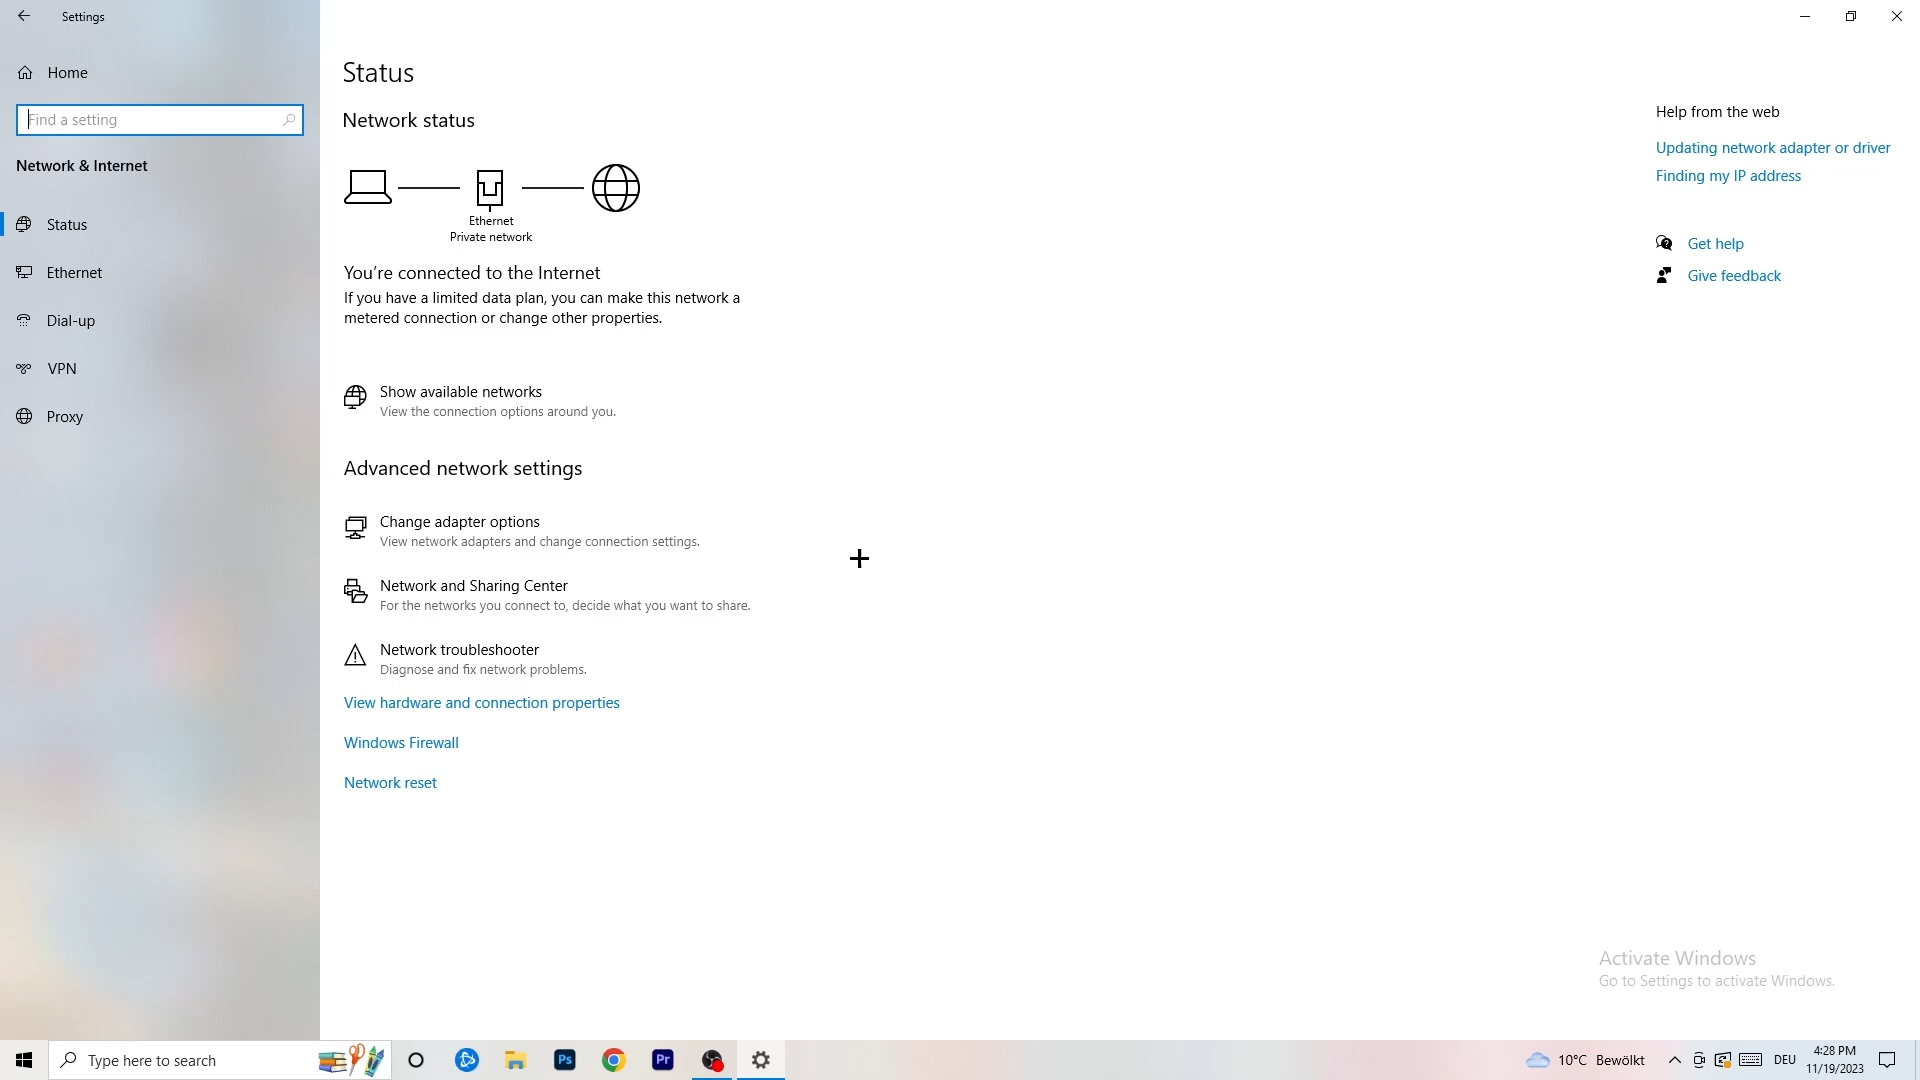 Settings
Home
Find a setting
Network & Internet
Status
Ethernet
Dial-up
VPN
Proxy
Status
Network status
Ethernet
Private network
You're connected to the Internet
If you have a limited data plan, you can make this network a
metered connection or change other properties.
Show available networks
View the connection options around you.
Advanced network settings
Change adapter options
View network adapters and change connection settings.
Network and Sharing Center
For the networks you connect to, decide what you want to share.
Network troubleshooter
Diagnose and fix network problems.
View hardware and connection properties
Windows Firewall
Network reset
Help from the web
Updating network adapter or driver
Finding my IP address
Get help
Give feedback
Activate Windows
Go to Settings to activate Windows.
Type here to search
Ps
Pr
10°C Bewölkt
DEU
4:28 PM
11/19/2023